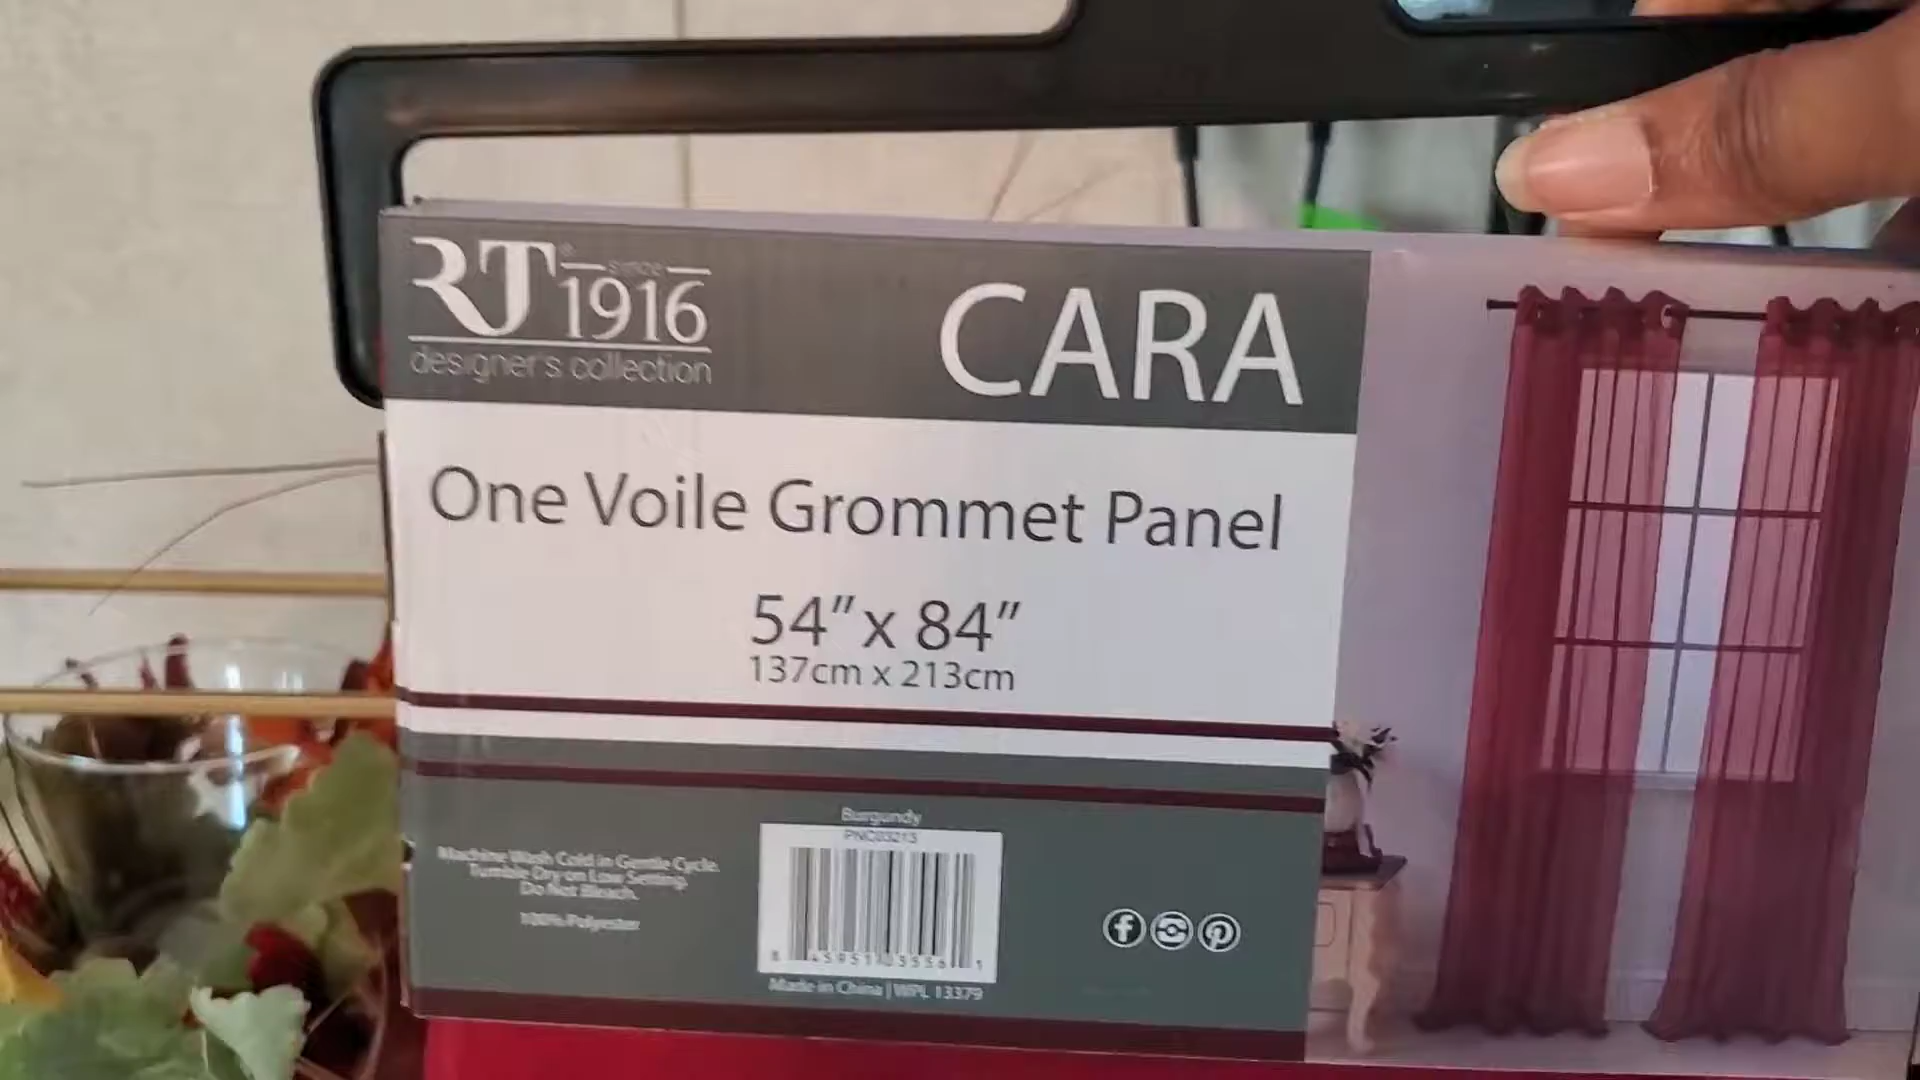 RT® since 1916
designer's collection
CARA
One Voile Grommet Panel
54" x 84"
137cm x 213cm
Burgundy
PNC03213
Machine Wash Cold in Gentle Cycle.
Tumble Dry on Low Setting.
Do Not Bleach.
100% Polyester
Made in China | WPL 13379